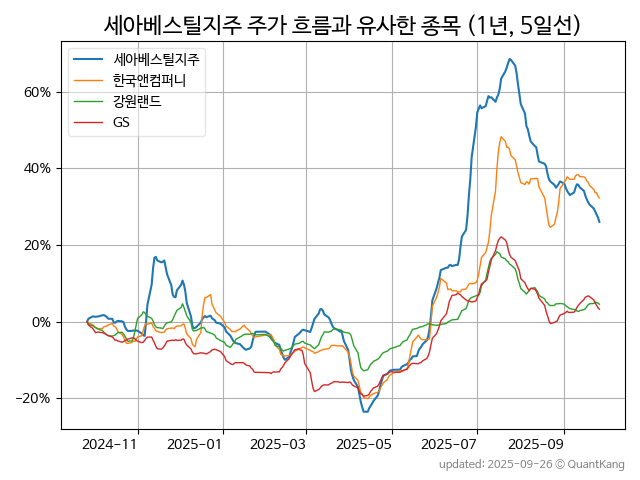 세아베스틸지주 주가 흐름과 유사한 종목 (1년, 5일선)
세아베스틸지주
한국앤컴퍼니
강원랜드
GS
60%
40%
20%
0%
−20%
2024-11 2025-01 2025-03 2025-05 2025-07 2025-09
updated: 2025-09-26 © QuantKang